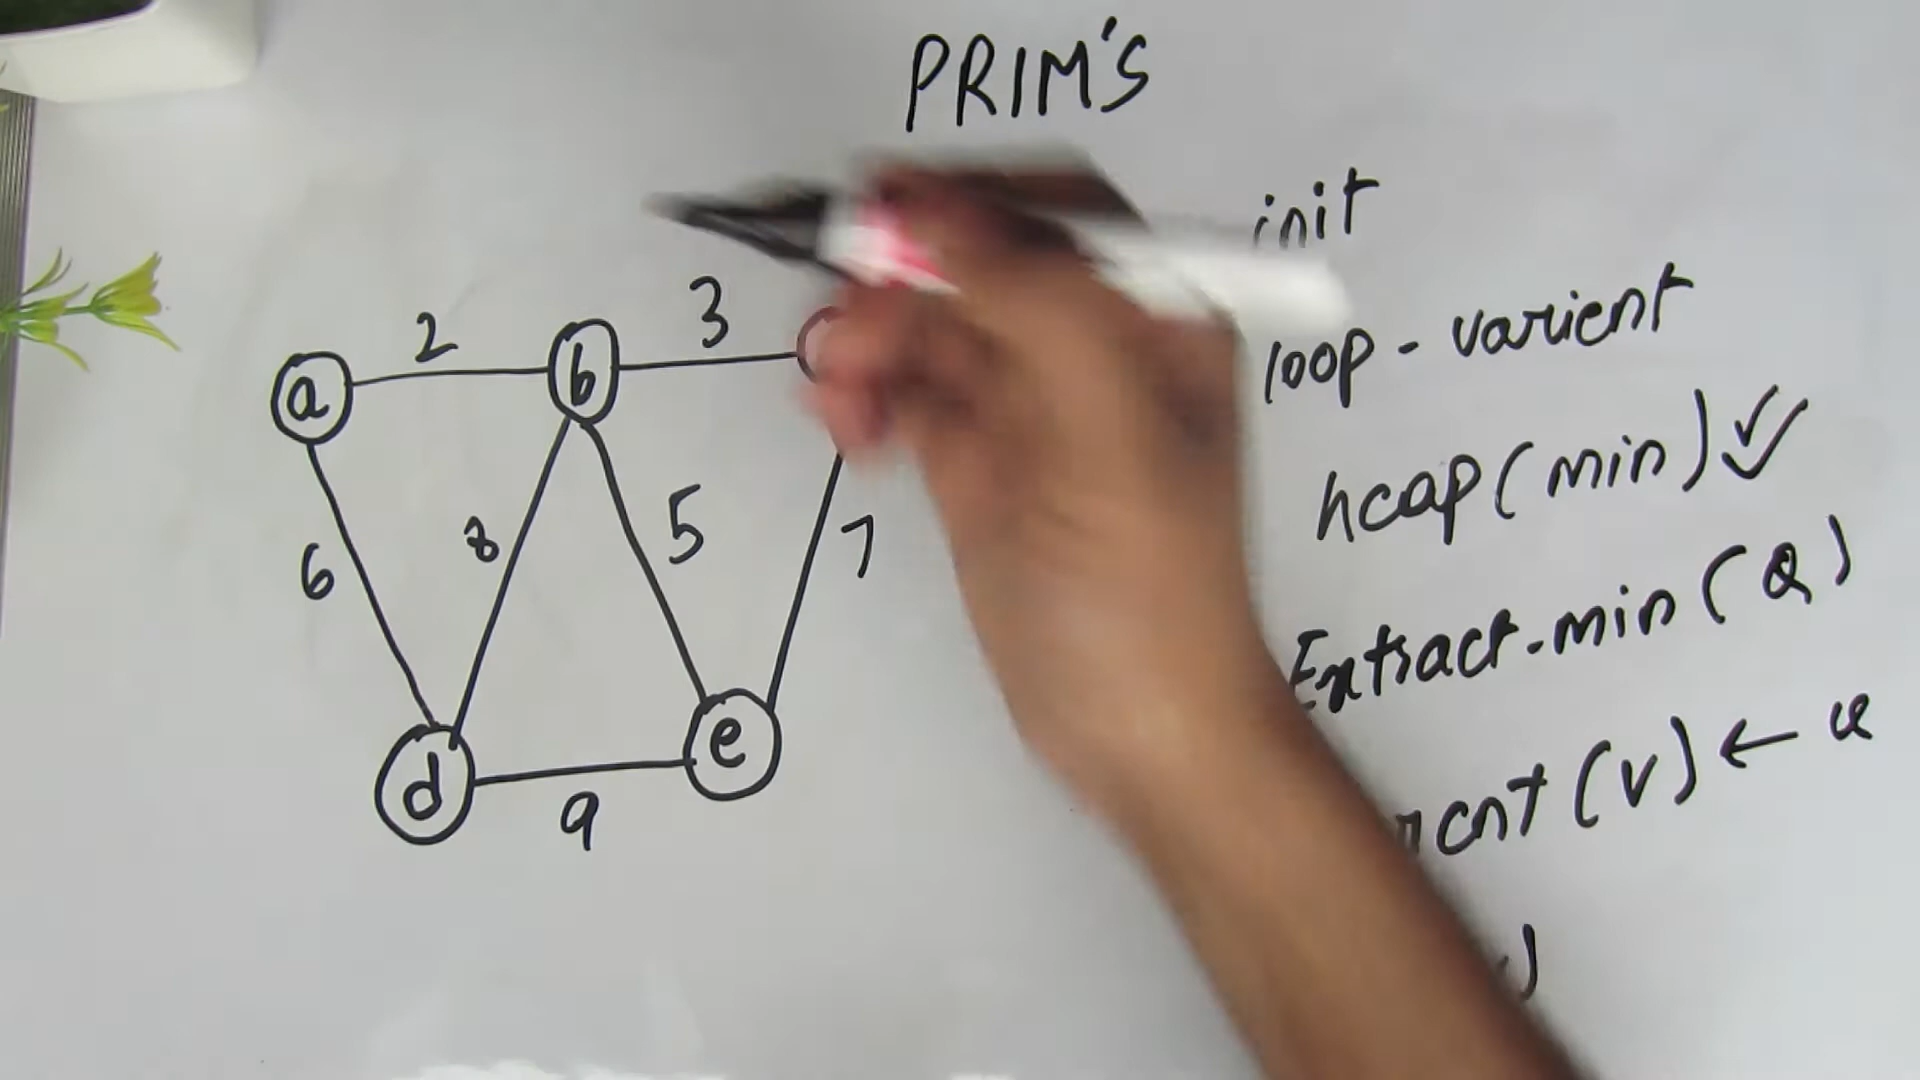 PRIM'S
init
loop-varient
heap(min)
Extract-min(Q)
(v) ← u
2
3
a
b
6
8
5
7
d
e
9